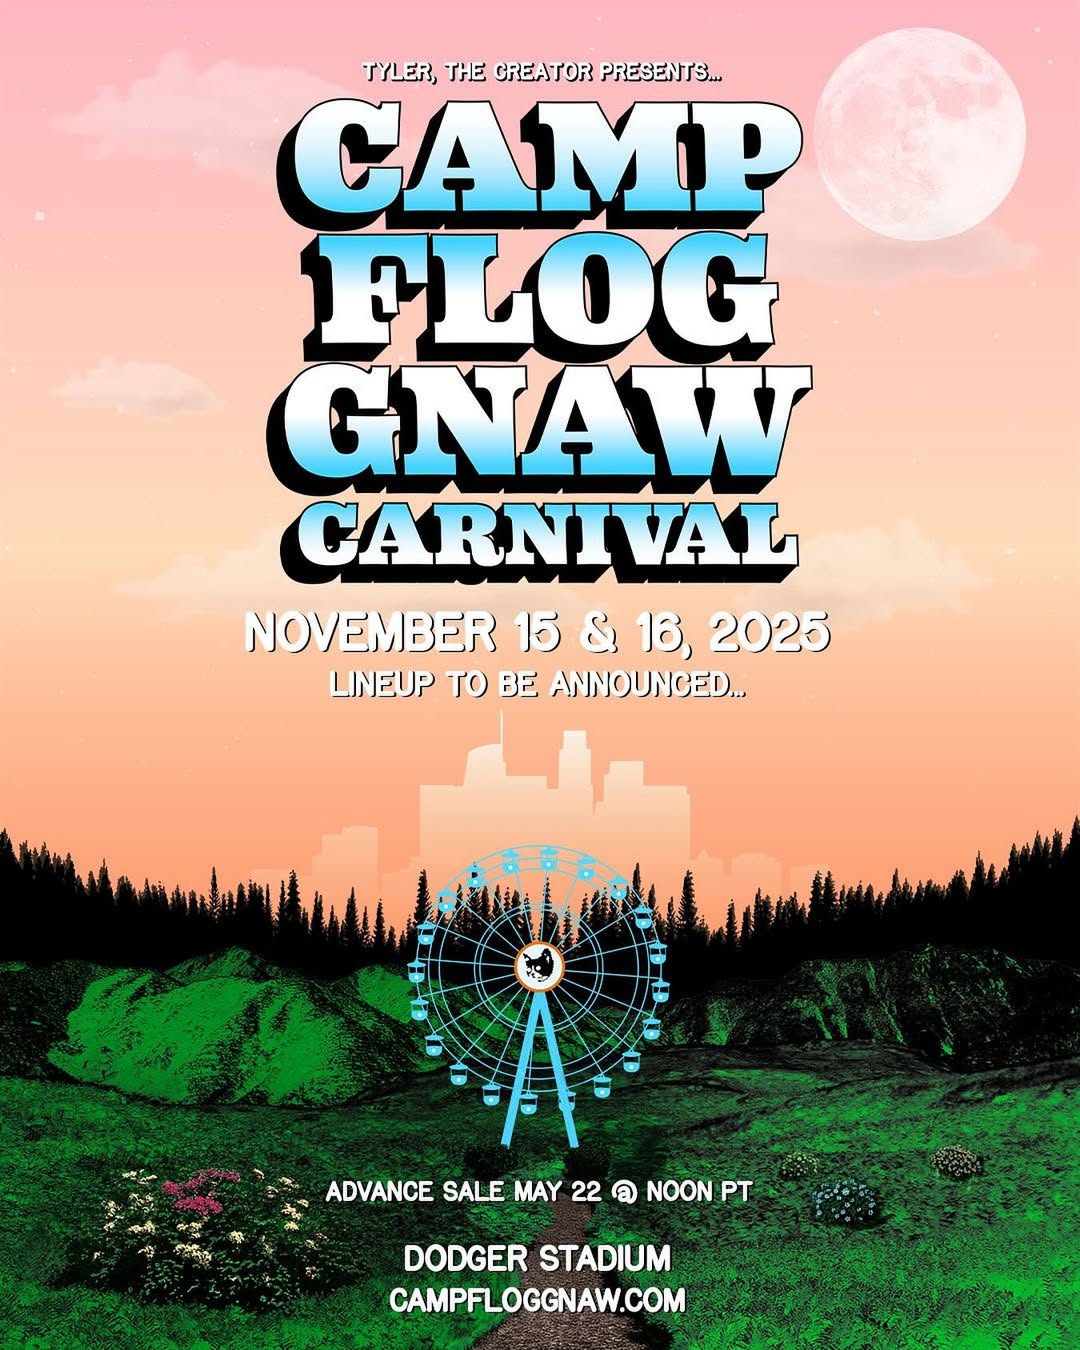 TYLER, THE CREATOR PRESENTS...
CAMP
FLOG
GNAW
CARNIVAL
NOVEMBER 15 & 16, 2025
LINEUP TO BE ANNOUNCED...
ADVANCE SALE MAY 22 @ NOON PT
DODGER STADIUM
CAMPFLOGGNAW.COM